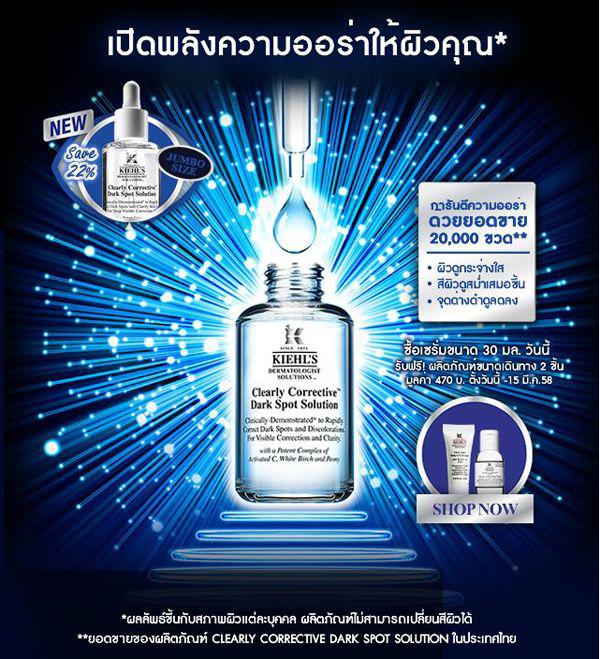 เปิดพลังความออร่าให้ผิวคุณ*
NEW
Save
22%
JUMBO
SIZE
KIEHL'S
DERMATOLOGIST
SOLUTIONS
Clearly Corrective™
Dark Spot Solution
การันตีความออร่า
ด้วยยอดขาย
20,000 ขวด**
• ผิวดูกระจ่างใส
• สีผิวดูสม่ำเสมอขึ้น
• จุดด่างดำดูลดลง
ซื้อเซรั่มขนาด 30 มล. วันนี้
รับฟรี! ผลิตภัณฑ์ขนาดเดินทาง 2 ชิ้น
มูลค่า 470 บ. ตั้งวันนี้ -15 มี.ค.58
K
SINCE 1851
KIEHL'S
DERMATOLOGIST
SOLUTIONS™
Clearly Corrective™
Dark Spot Solution
Clinically-Demonstrated* to Rapidly
Correct Dark Spots and Discolorations,
For Visible Correction and Clarity.
with a Potent Complex of
Activated C, White Birch and Peony
SHOP NOW
*ผลลัพธ์ขึ้นกับสภาพผิวแต่ละบุคคล ผลิตภัณฑ์ไม่สามารถเปลี่ยนสีผิวได้
**ยอดขายของผลิตภัณฑ์ CLEARLY CORRECTIVE DARK SPOT SOLUTION ในประเทศไทย